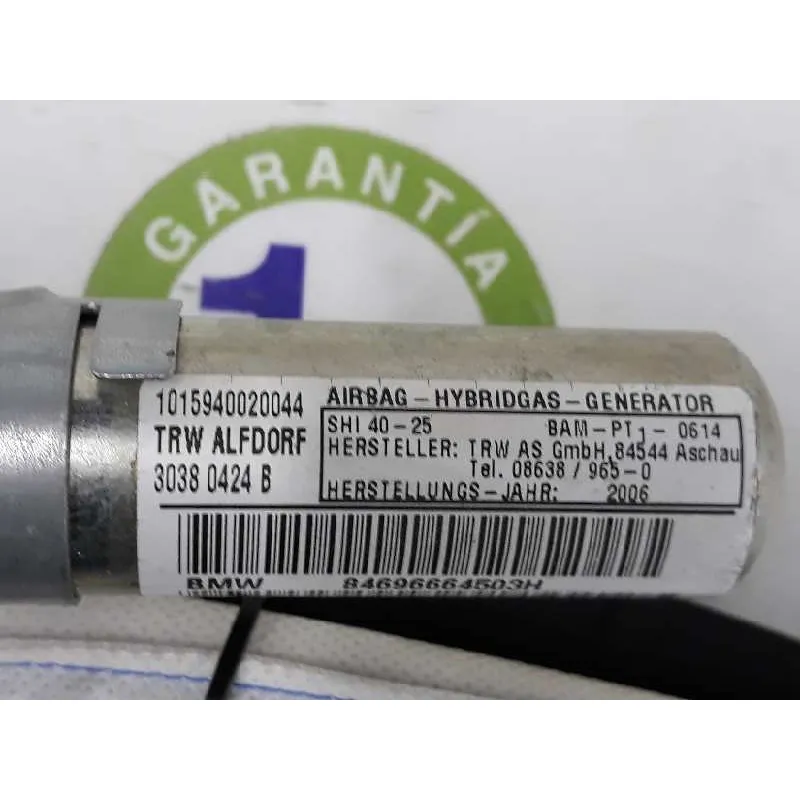 GARANTÍA
1
1015940020044
TRW ALFDORF
3038 0424 B
AIRBAG-HYBRIDGAS-GENERATOR
SHI 40-25 BAM-PT1-0614
HERSTELLER: TRW AS GmbH, 84544 Aschau
Tel. 08638 / 965-0
HERSTELLUNGS-JAHR: 2006
BMW 84696664503H